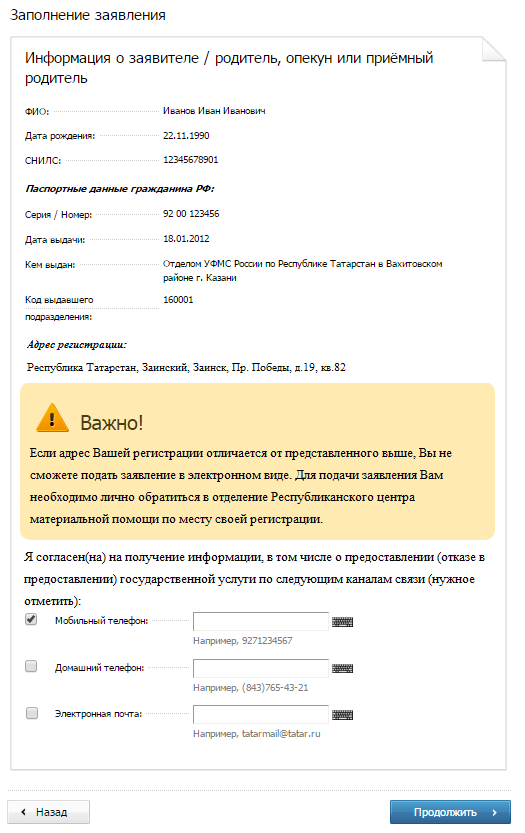 Заполнение заявления
Информация о заявителе / родитель, опекун или приёмный
родитель
ФИО: Иванов Иван Иванович
Дата рождения: 22.11.1990
СНИЛС: 12345678901
Паспортные данные гражданина РФ:
Серия / Номер: 92 00 123456
Дата выдачи: 18.01.2012
Кем выдан: Отделом УФМС России по Республике Татарстан в Вахитовском
районе г. Казани
Код выдавшего 160001
подразделения:
Адрес регистрации:
Республика Татарстан, Заинский, Заинск, Пр. Победы, д.19, кв.82
Важно!
Если адрес Вашей регистрации отличается от представленного выше, Вы не
сможете подать заявление в электронном виде. Для подачи заявления Вам
необходимо лично обратиться в отделение Республиканского центра
материальной помощи по месту своей регистрации.
Я согласен(на) на получение информации, в том числе о предоставлении (отказе в
предоставлении) государственной услуги по следующим каналам связи (нужное
отметить):
Мобильный телефон:
Например, 9271234567
Домашний телефон:
Например, (843)765-43-21
Электронная почта:
Например, tatarmail@tatar.ru
Назад
Продолжить